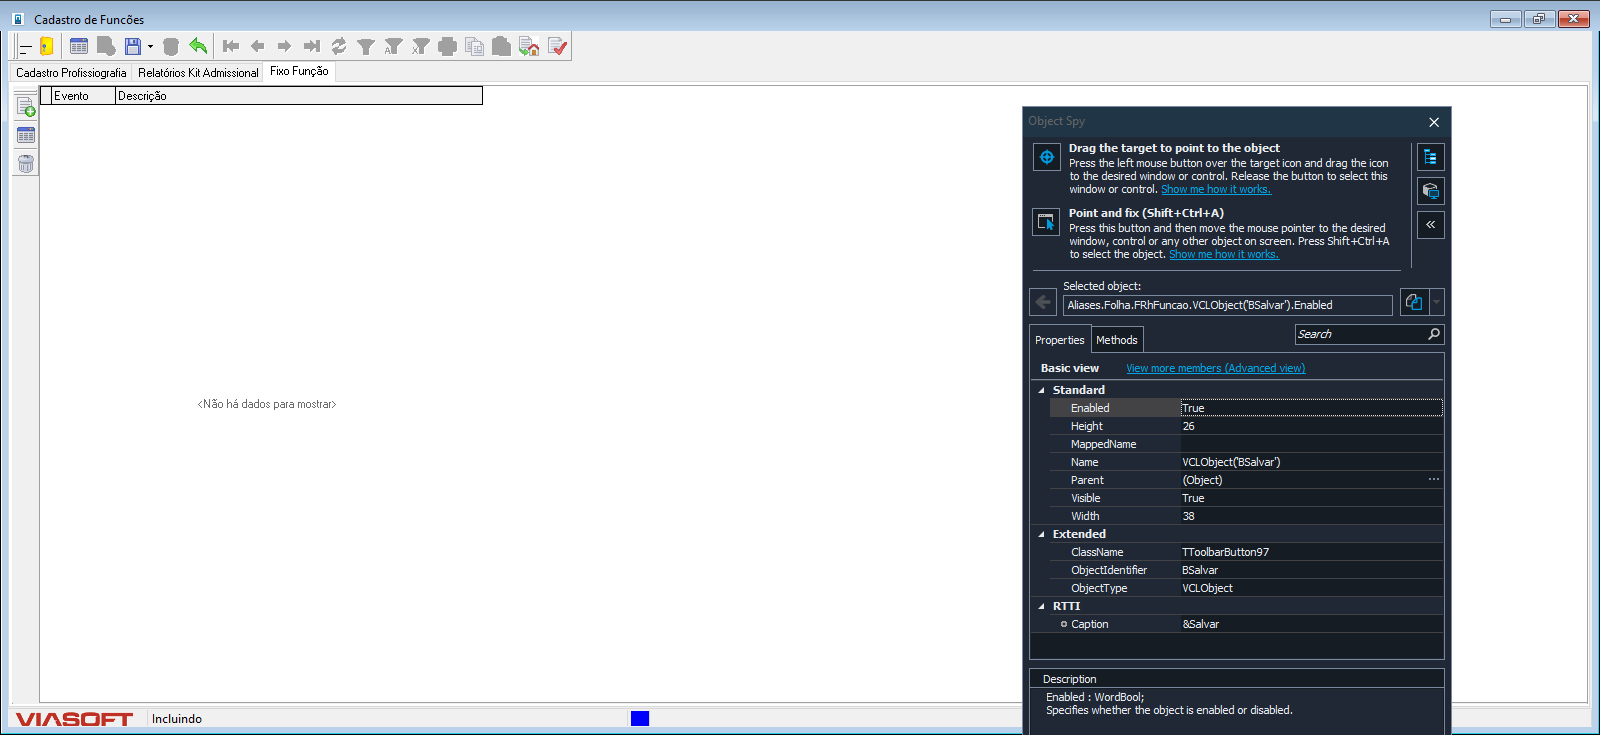 Cadastro de Funcões
Cadastro Profissiografia
Relatórios Kit Admissional
Fixo Função
Evento
Descrição
<Não há dados para mostrar>
VIASOFT
Incluindo
Object Spy
Drag the target to point to the object
Press the left mouse button over the target icon and drag the icon
to the desired window or control. Release the button to select this
window or control. Show me how it works.
Point and fix (Shift+Ctrl+A)
Press this button and then move the mouse pointer to the desired
window, control or any other object on screen. Press Shift+Ctrl+A
to select the object. Show me how it works.
Selected object:
Aliases.Folha.FRhFuncao.VCLObject('BSalvar').Enabled
Properties
Methods
Search
Basic view
View more members (Advanced view)
Standard
Enabled True
Height 26
MappedName
Name VCLObject('BSalvar')
Parent (Object) ...
Visible True
Width 38
Extended
ClassName TToolbarButton97
ObjectIdentifier BSalvar
ObjectType VCLObject
RTTI
Caption &Salvar
Description
Enabled : WordBool;
Specifies whether the object is enabled or disabled.